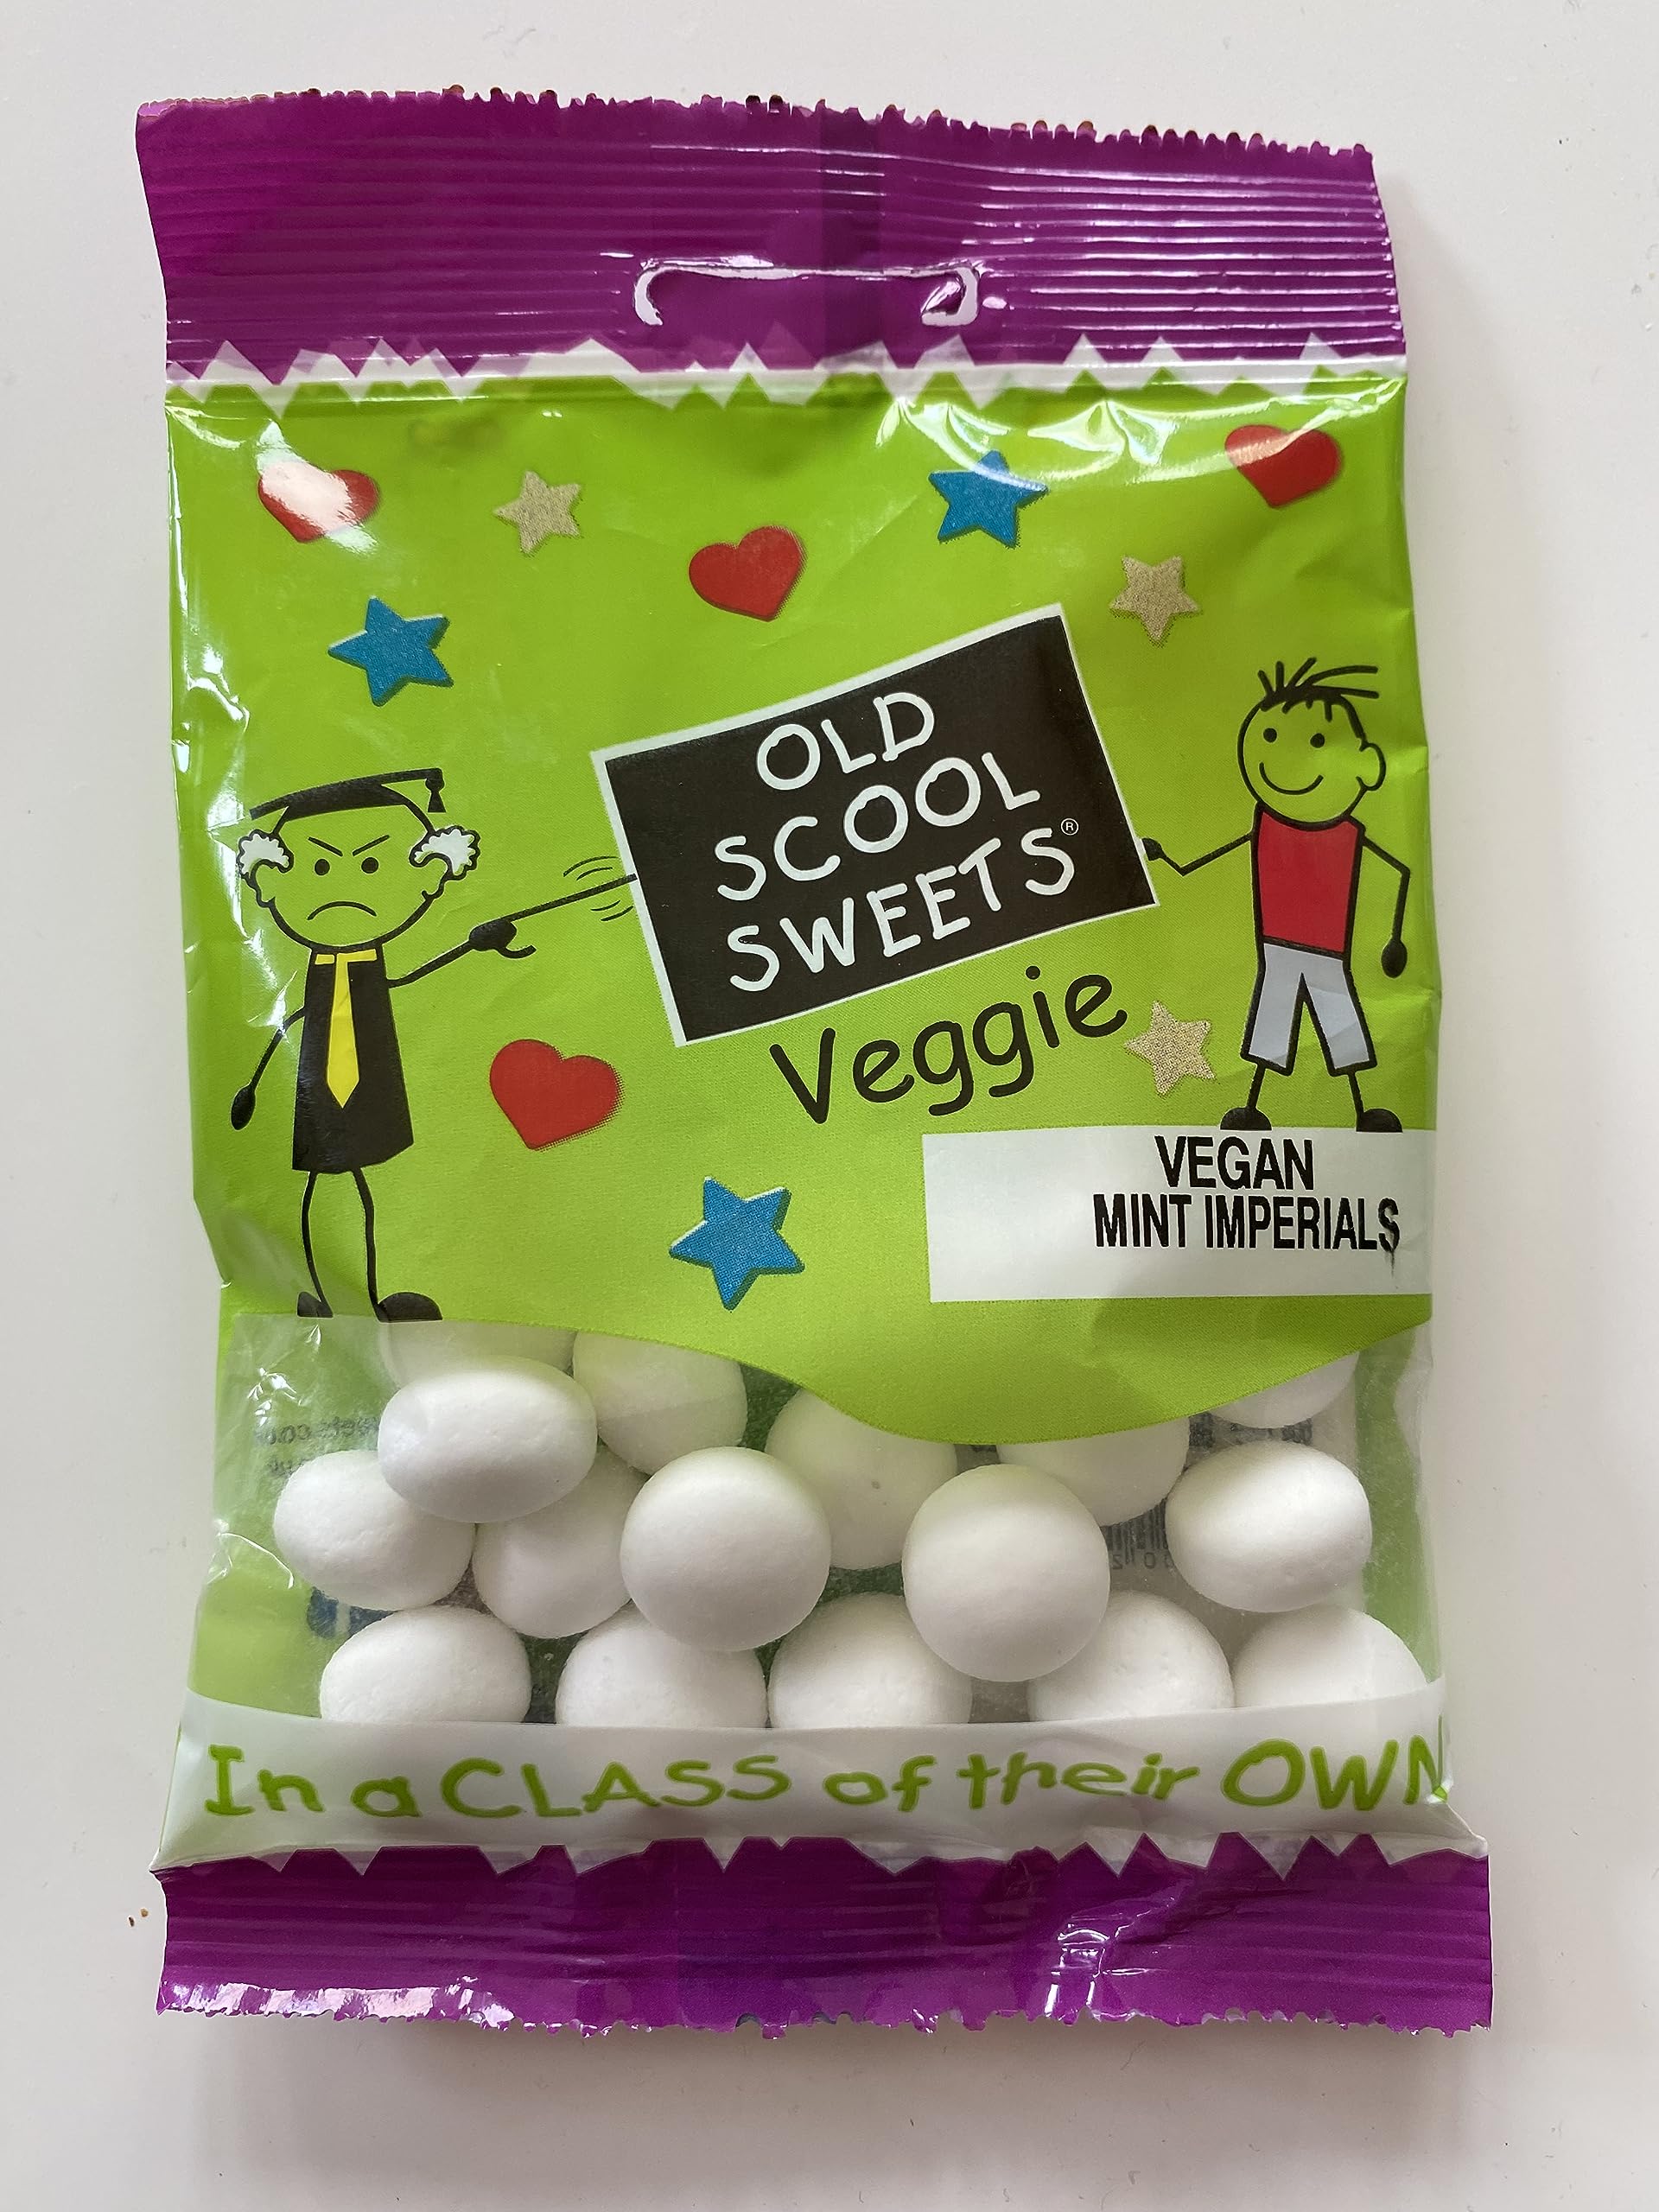 OLD
SCOOL
SWEETS®
Veggie
VEGAN
MINT IMPERIALS
In a CLASS of their OWN